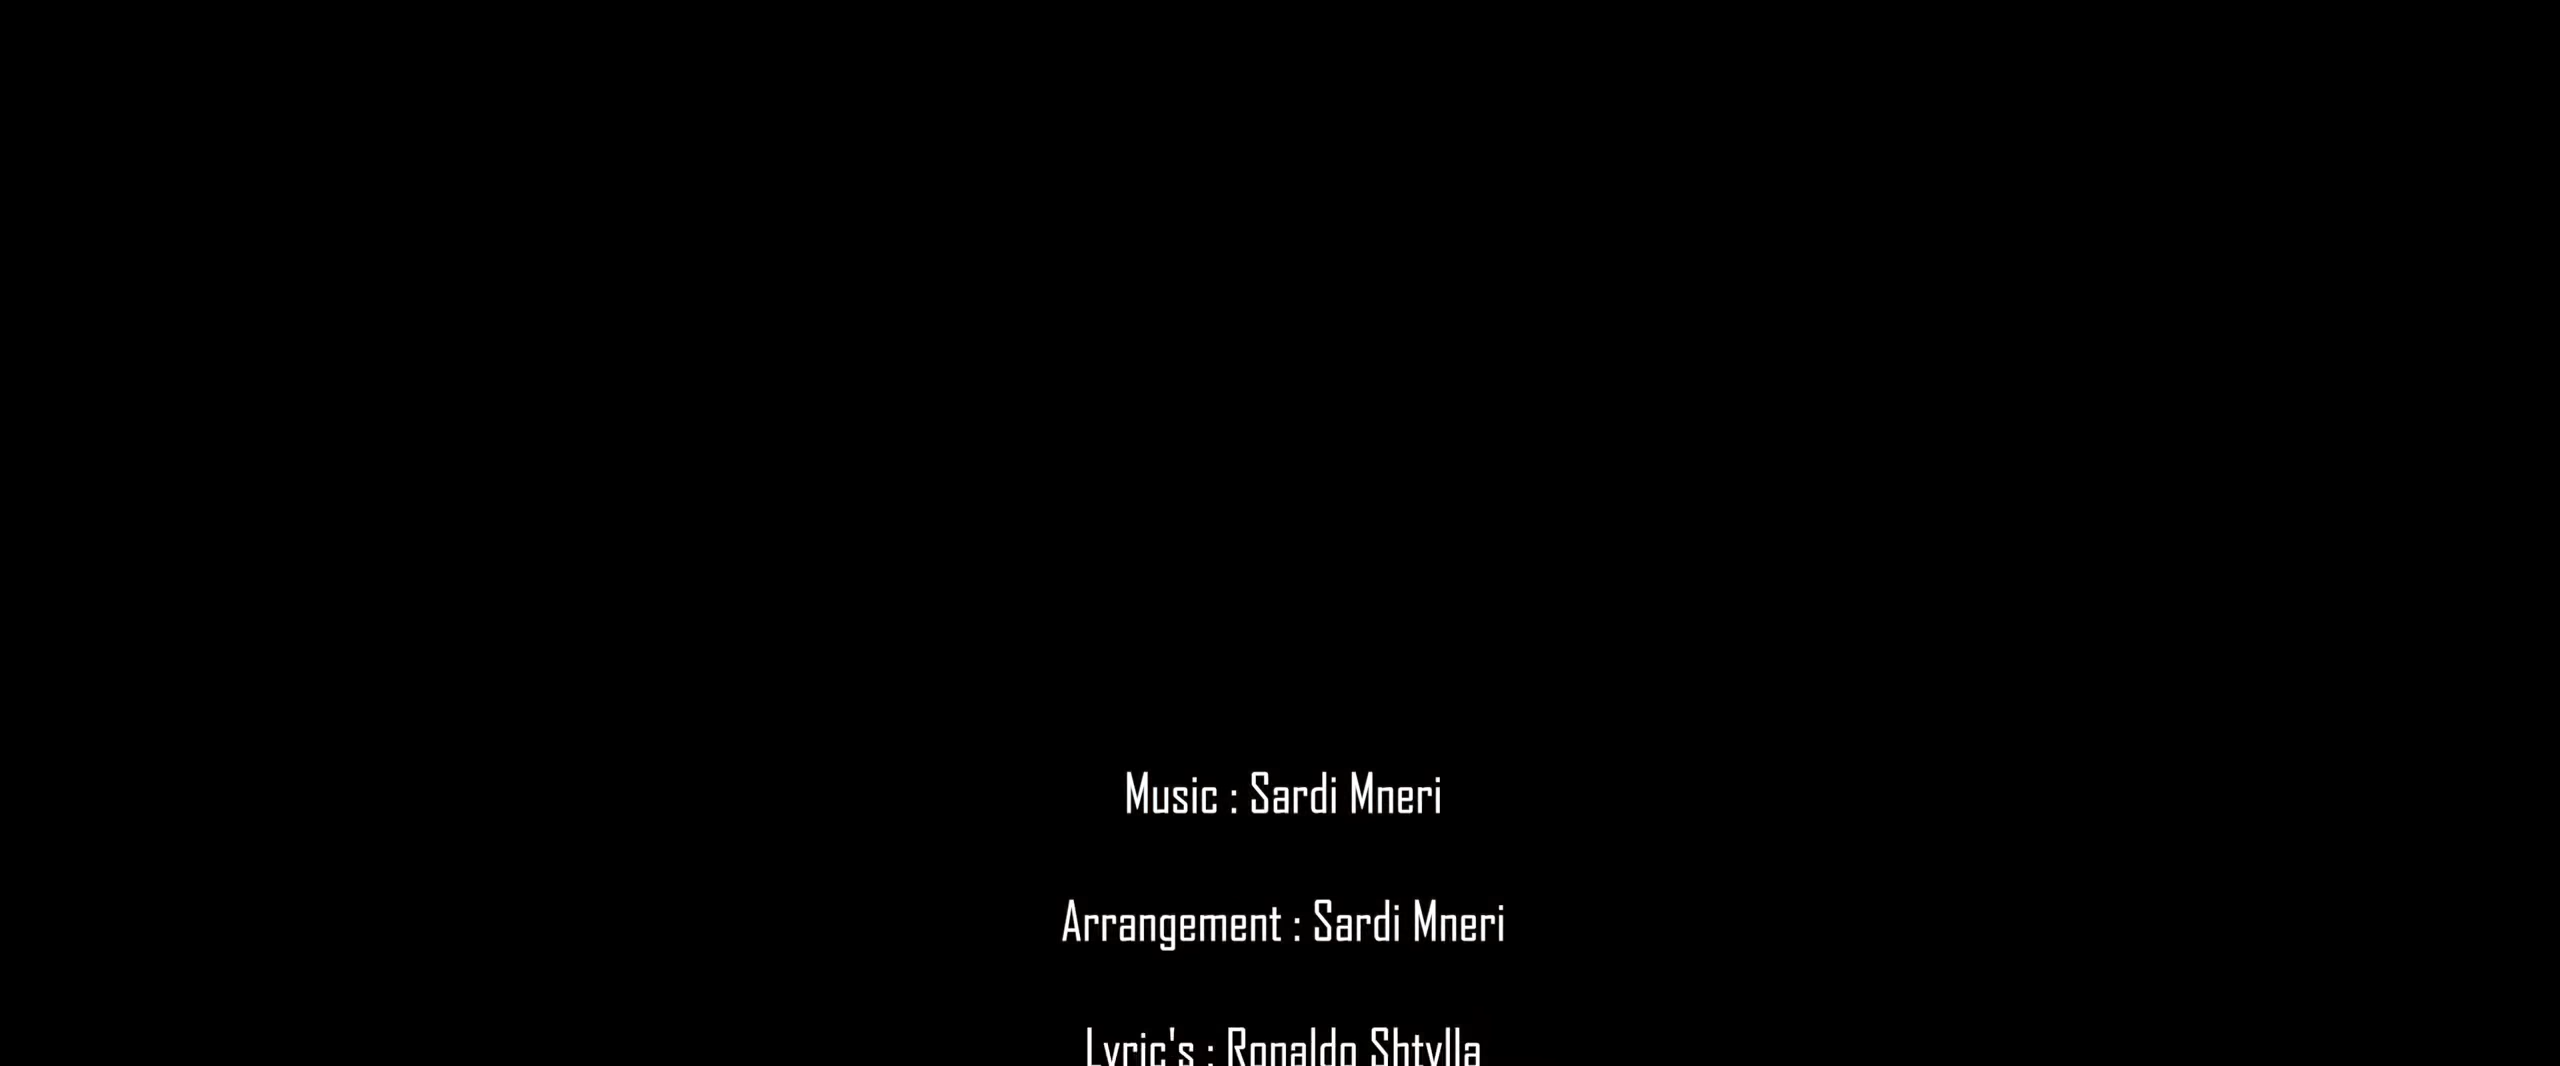 Music : Sardi Mneri
Arrangement : Sardi Mneri
Lyric's : Ronaldo Shtylla